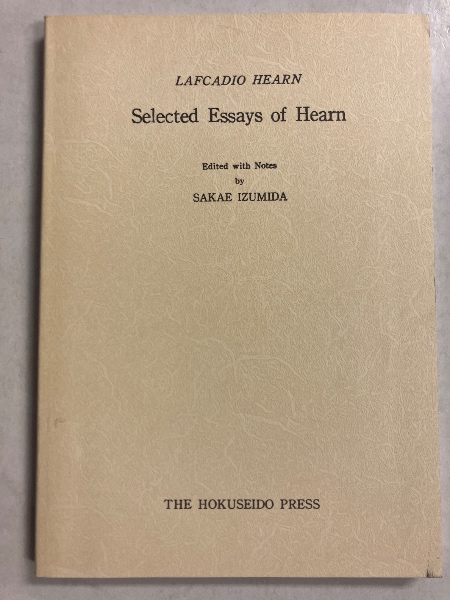 LAFCADIO HEARN
Selected Essays of Hearn
Edited with Notes
by
SAKAE IZUMIDA
THE HOKUSEIDO PRESS